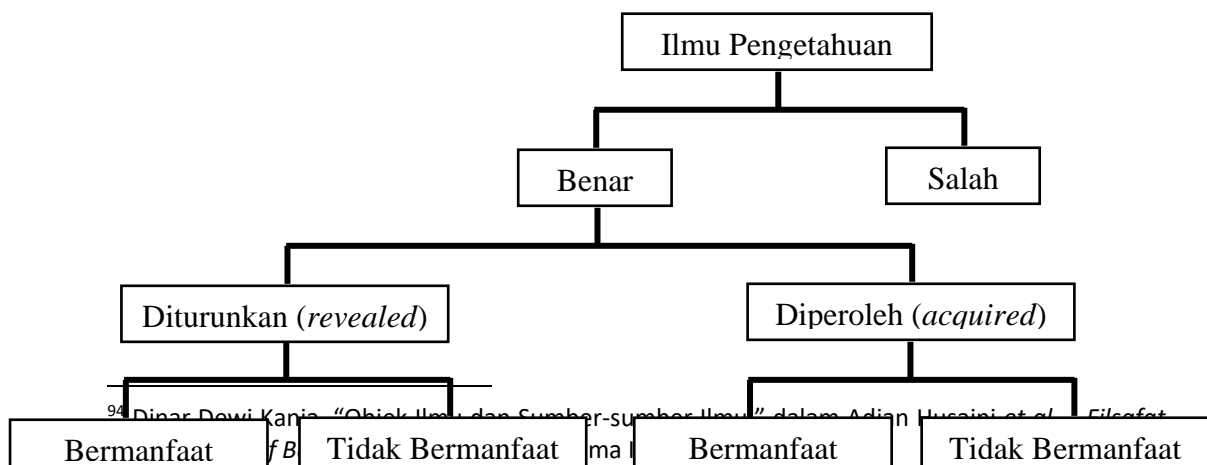 Ilmu Pengetahuan
Benar
Salah
Diturunkan (revealed)
Diperoleh (acquired)
94 Dinar Dewi Kania, “Objek Ilmu dan Sumber-sumber Ilmu,” dalam Adian Husaini et al., Filsafat
Bermanfaat
Tidak Bermanfaat
Bermanfaat
Tidak Bermanfaat